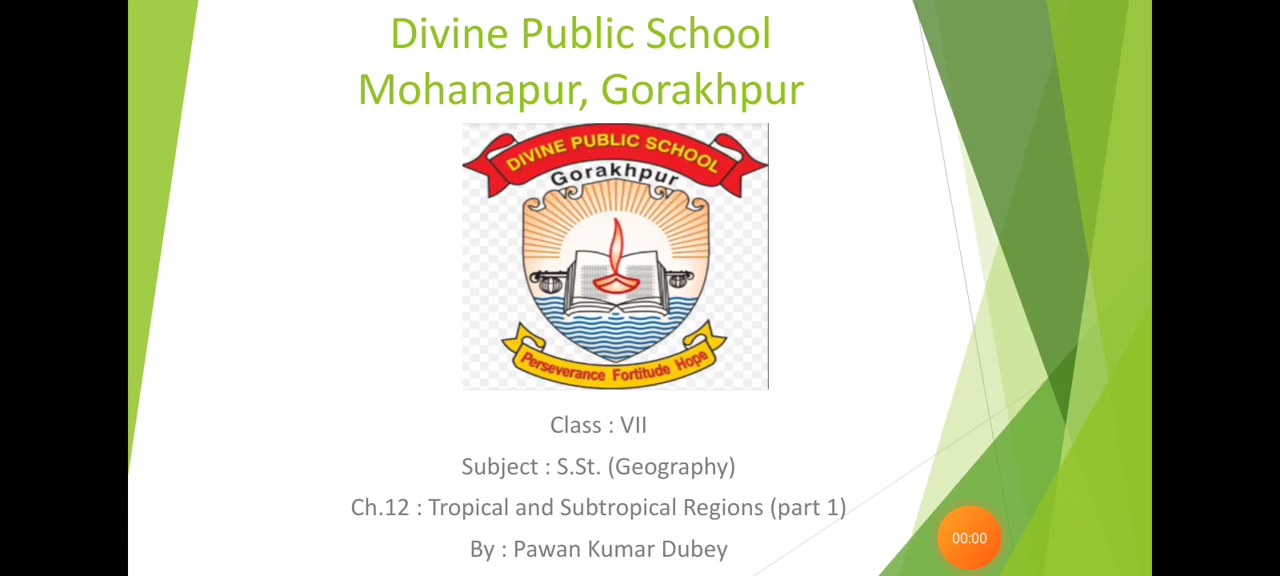 Divine Public School
Mohanapur, Gorakhpur
DIVINE PUBLIC SCHOOL
Gorakhpur
Perseverance Fortitude Hope
Class : VII
Subject : S.St. (Geography)
Ch.12 : Tropical and Subtropical Regions (part 1)
By : Pawan Kumar Dubey
00:00